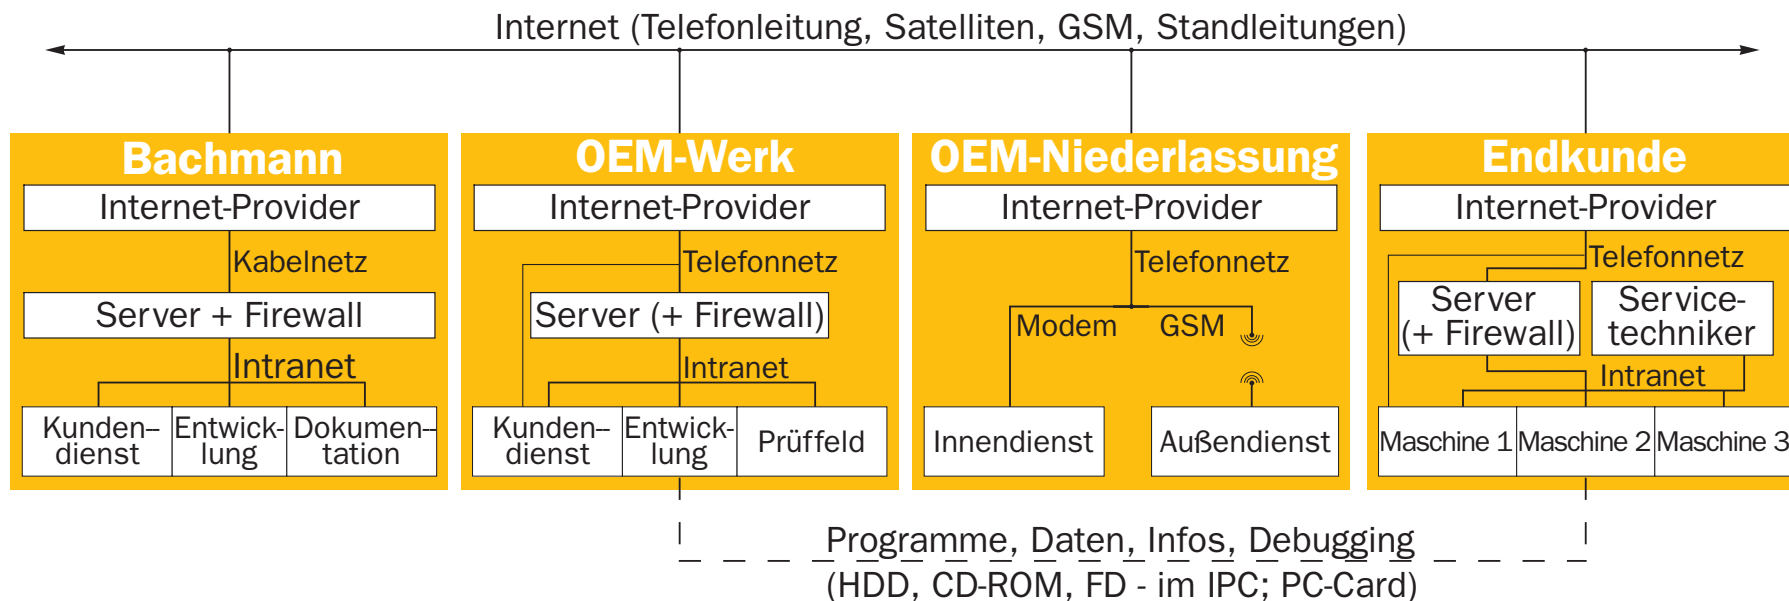 Internet (Telefonleitung, Satelliten, GSM, Standleitungen)
Bachmann
Internet-Provider
Kabelnetz
Server + Firewall
Intranet
Kunden-
dienst
Entwick-
lung
Dokumen-
tation
OEM-Werk
Internet-Provider
Telefonnetz
Server (+ Firewall)
Intranet
Kunden-
dienst
Entwick-
lung
Prüffeld
OEM-Niederlassung
Internet-Provider
Telefonnetz
Modem
GSM
Innendienst
Außendienst
Endkunde
Internet-Provider
Telefonnetz
Server
(+ Firewall)
Service-
techniker
Intranet
Maschine 1
Maschine 2
Maschine 3
Programme, Daten, Infos, Debugging
(HDD, CD-ROM, FD - im IPC; PC-Card)